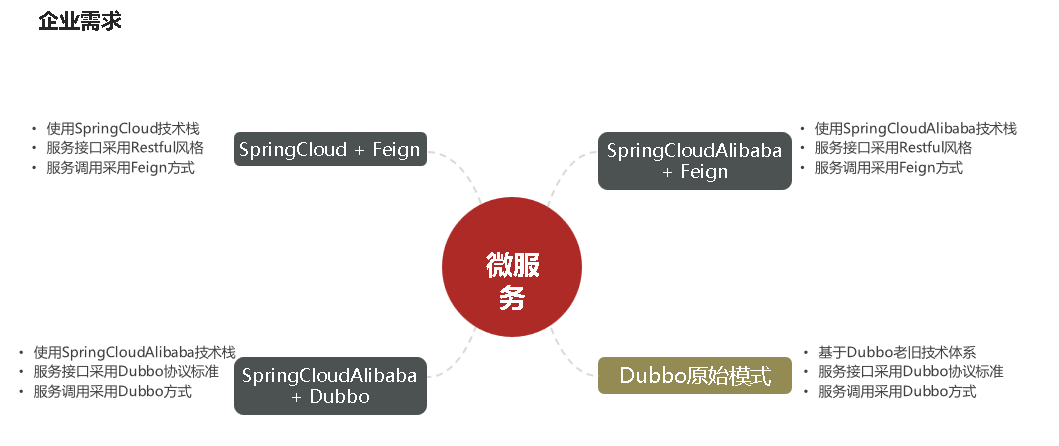 企业需求
• 使用SpringCloud技术栈
• 服务接口采用Restful风格
• 服务调用采用Feign方式
SpringCloud + Feign
SpringCloudAlibaba
+ Feign
• 使用SpringCloudAlibaba技术栈
• 服务接口采用Restful风格
• 服务调用采用Feign方式
微服
务
• 使用SpringCloudAlibaba技术栈
• 服务接口采用Dubbo协议标准
• 服务调用采用Dubbo方式
SpringCloudAlibaba
+ Dubbo
Dubbo原始模式
• 基于Dubbo老旧技术体系
• 服务接口采用Dubbo协议标准
• 服务调用采用Dubbo方式